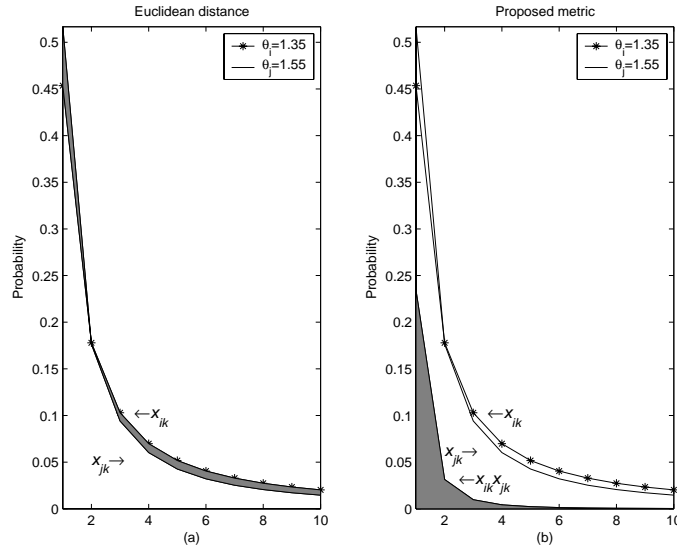 Euclidean distance
θi=1.35
θj=1.55
Probability
0.5
0.45
0.4
0.35
0.3
0.25
0.2
0.15
0.1
0.05
0
←xik
xjk→
2
4
6
8
10
(a)
Proposed metric
θi=1.35
θj=1.55
Probability
0.5
0.45
0.4
0.35
0.3
0.25
0.2
0.15
0.1
0.05
0
←xik
xjk→
←xikxjk
2
4
6
8
10
(b)